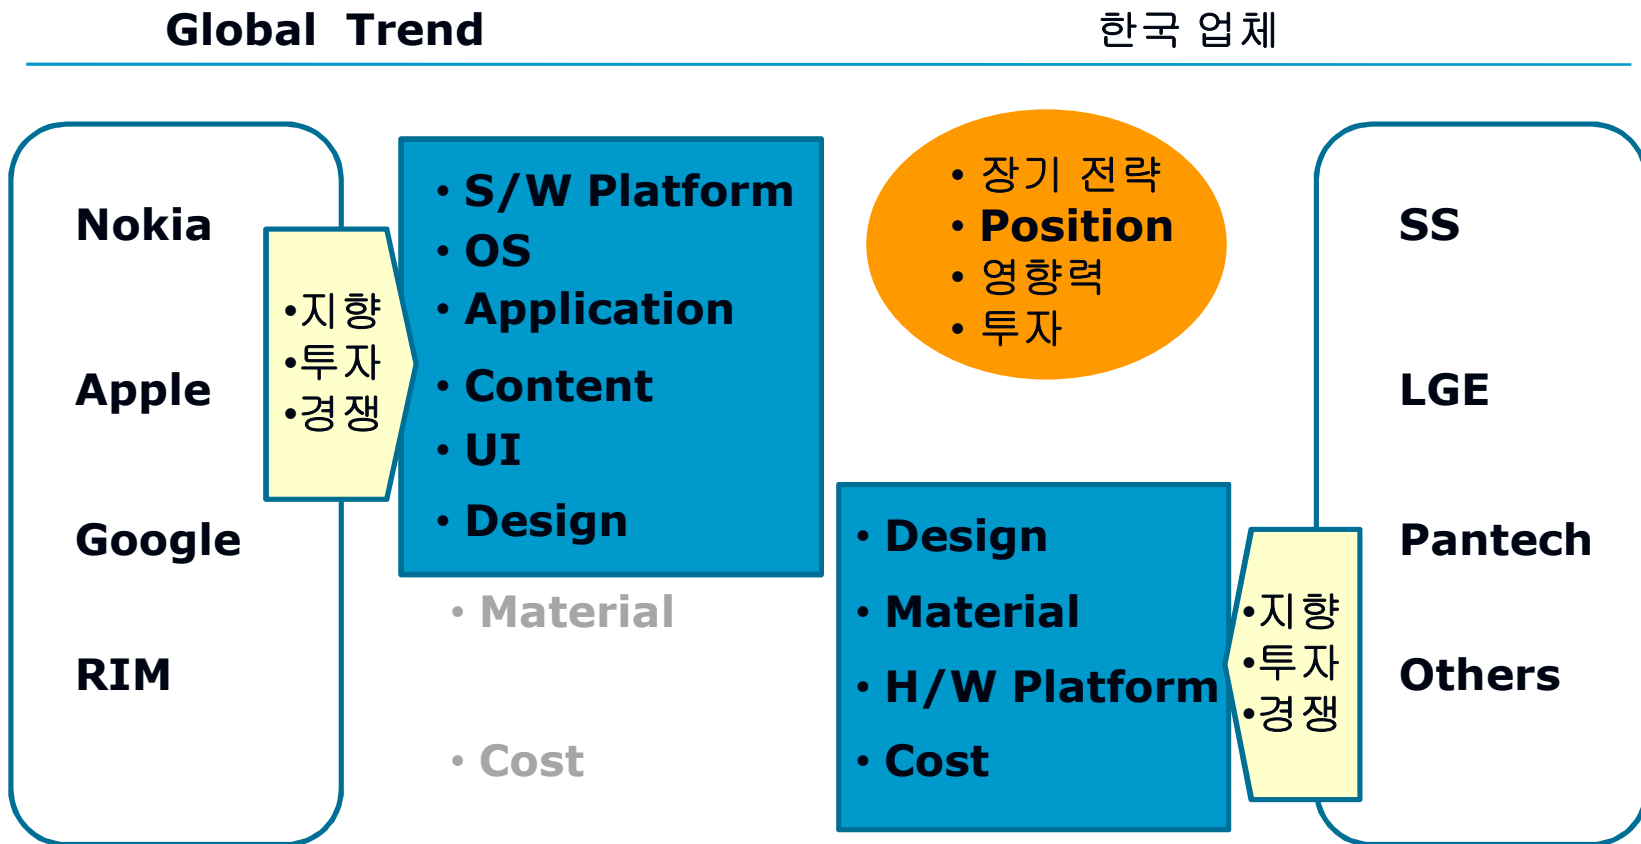 Global Trend
한국 업체
Nokia
Apple
Google
RIM
•지향
•투자
•경쟁
• S/W Platform
• OS
• Application
• Content
• UI
• Design
• Material
• Cost
• 장기 전략
• Position
• 영향력
• 투자
• Design
• Material
• H/W Platform
• Cost
•지향
•투자
•경쟁
SS
LGE
Pantech
Others